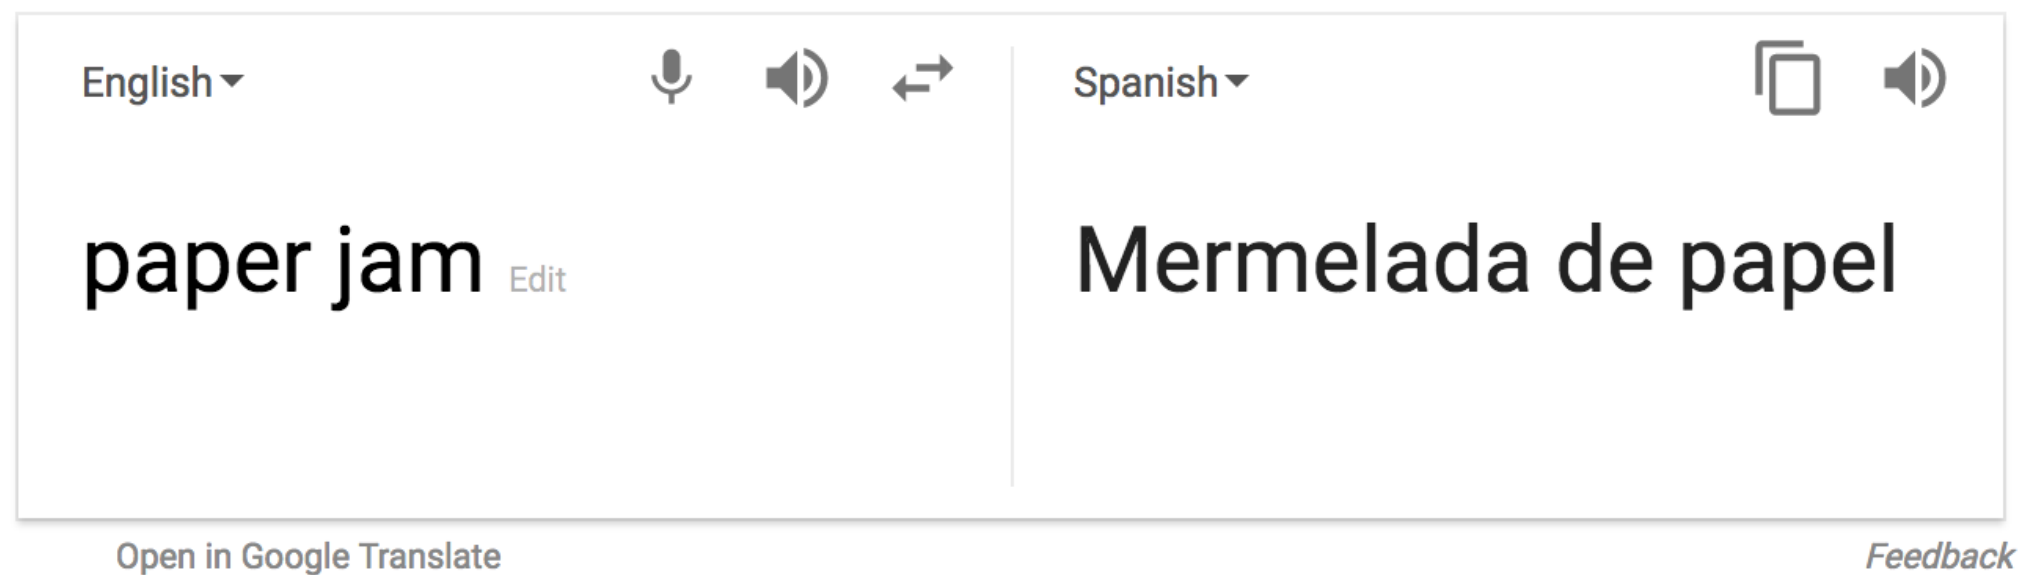 English
Spanish
paper jam Edit
Mermelada de papel
Open in Google Translate
Feedback